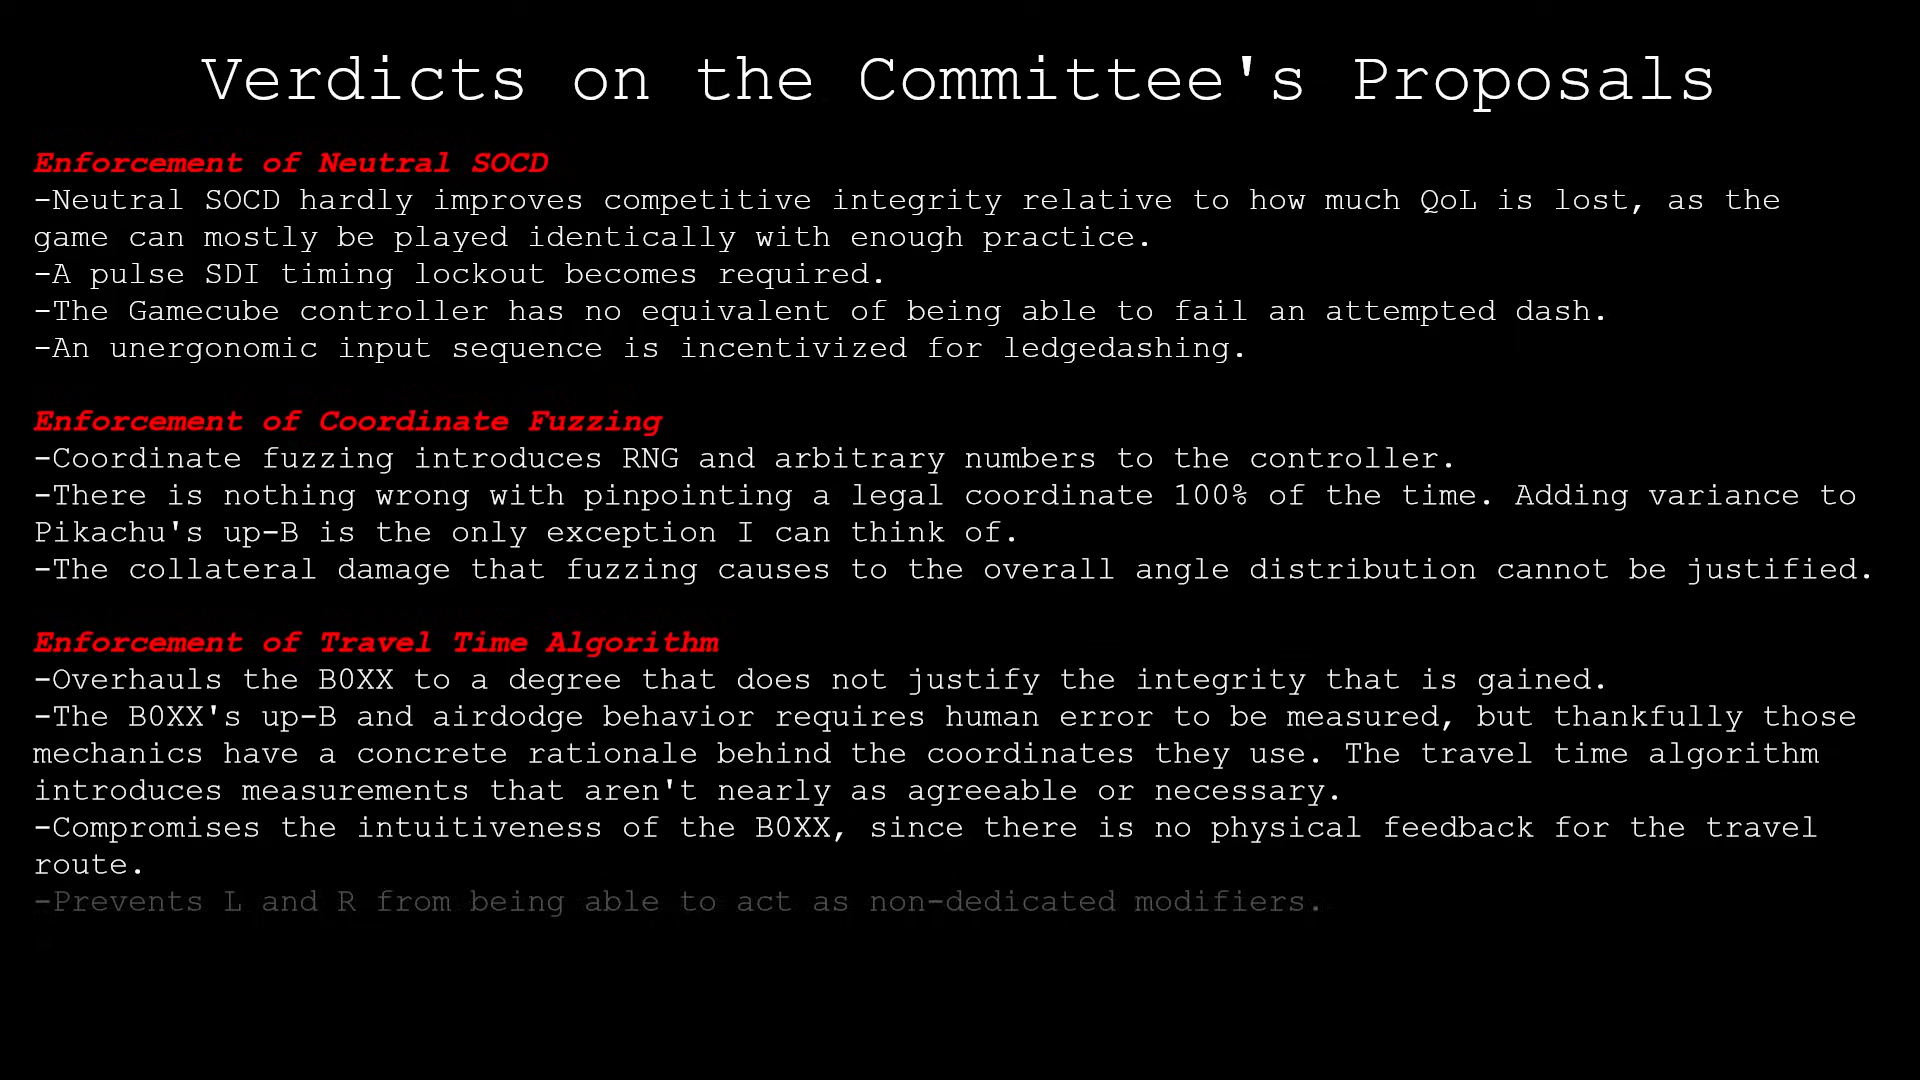 Verdicts on the Committee's Proposals
Enforcement of Neutral SOCD
-Neutral SOCD hardly improves competitive integrity relative to how much QoL is lost, as the
game can mostly be played identically with enough practice.
-A pulse SDI timing lockout becomes required.
-The Gamecube controller has no equivalent of being able to fail an attempted dash.
-An unergonomic input sequence is incentivized for ledgedashing.
Enforcement of Coordinate Fuzzing
-Coordinate fuzzing introduces RNG and arbitrary numbers to the controller.
-There is nothing wrong with pinpointing a legal coordinate 100% of the time. Adding variance to
Pikachu's up-B is the only exception I can think of.
-The collateral damage that fuzzing causes to the overall angle distribution cannot be justified.
Enforcement of Travel Time Algorithm
-Overhauls the B0XX to a degree that does not justify the integrity that is gained.
-The B0XX's up-B and airdodge behavior requires human error to be measured, but thankfully those
mechanics have a concrete rationale behind the coordinates they use. The travel time algorithm
introduces measurements that aren't nearly as agreeable or necessary.
-Compromises the intuitiveness of the B0XX, since there is no physical feedback for the travel
route.
-Prevents L and R from being able to act as non-dedicated modifiers.